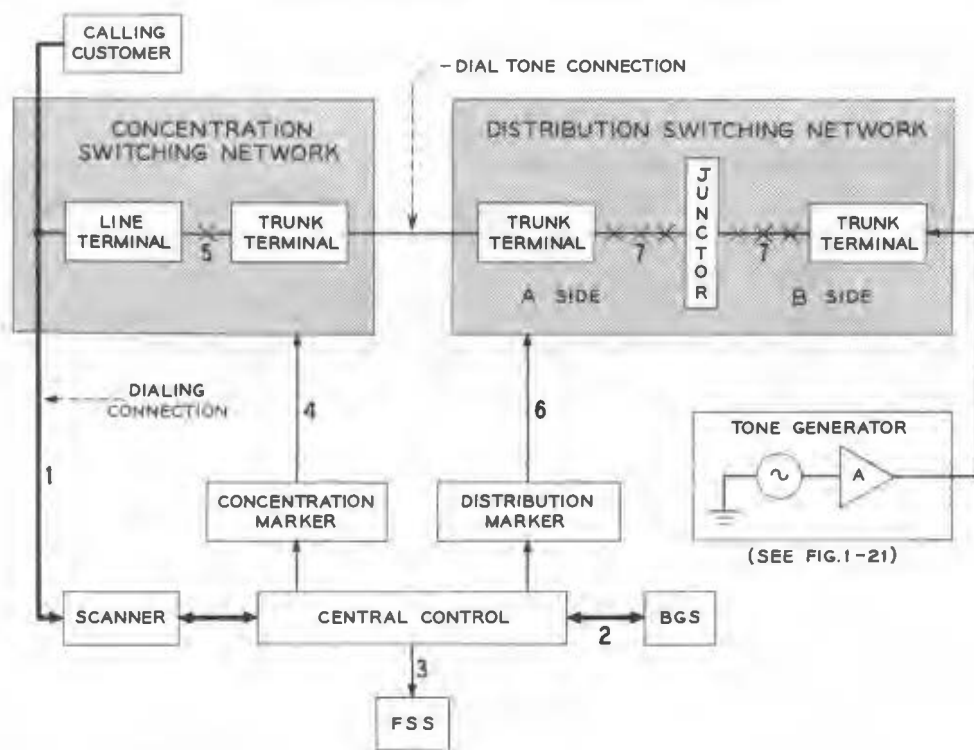 CALLING
CUSTOMER
-DIAL TONE CONNECTION
CONCENTRATION
SWITCHING NETWORK
DISTRIBUTION SWITCHING NETWORK
LINE
TERMINAL
5
TRUNK
TERMINAL
TRUNK
TERMINAL
7
JUNCTOR
7
TRUNK
TERMINAL
A SIDE
B SIDE
DIALING
CONNECTION
1
4
6
TONE GENERATOR
A
(SEE FIG. 1-21)
CONCENTRATION
MARKER
DISTRIBUTION
MARKER
SCANNER
CENTRAL CONTROL
2
BGS
3
FSS